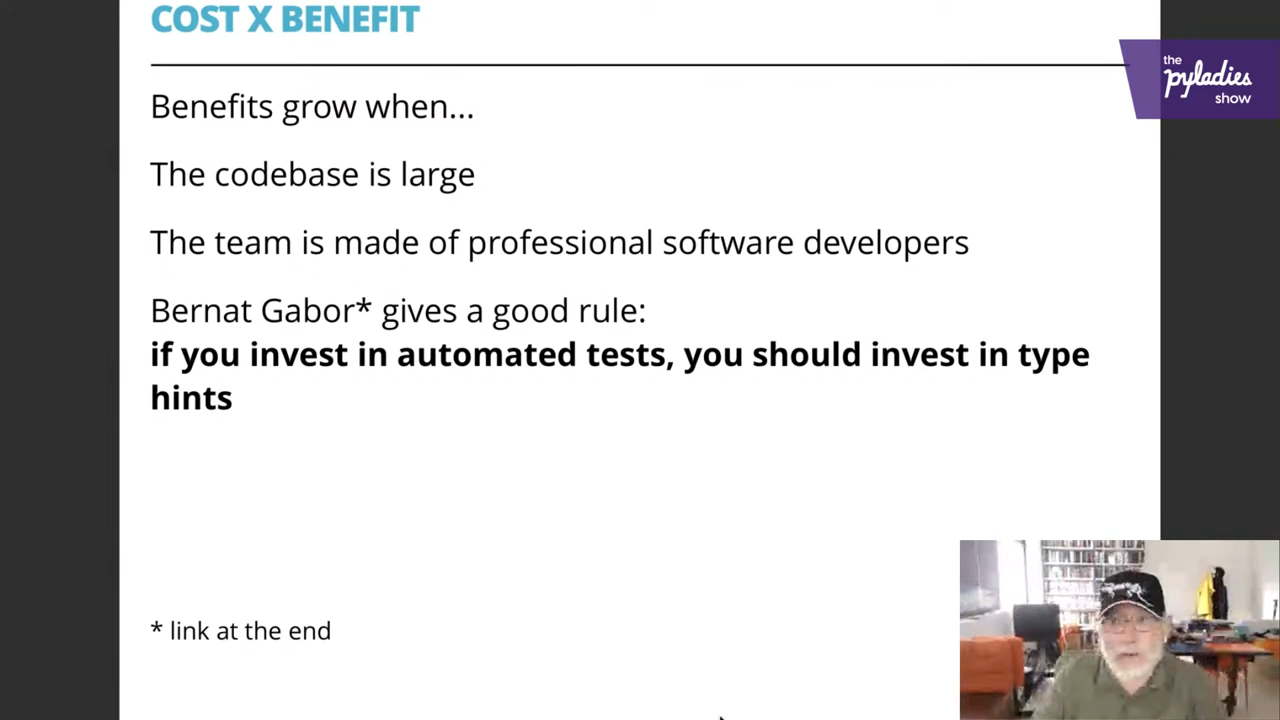 COST X BENEFIT
the
pyladies
show
Benefits grow when...
The codebase is large
The team is made of professional software developers
Bernat Gabor* gives a good rule:
if you invest in automated tests, you should invest in type
hints
* link at the end